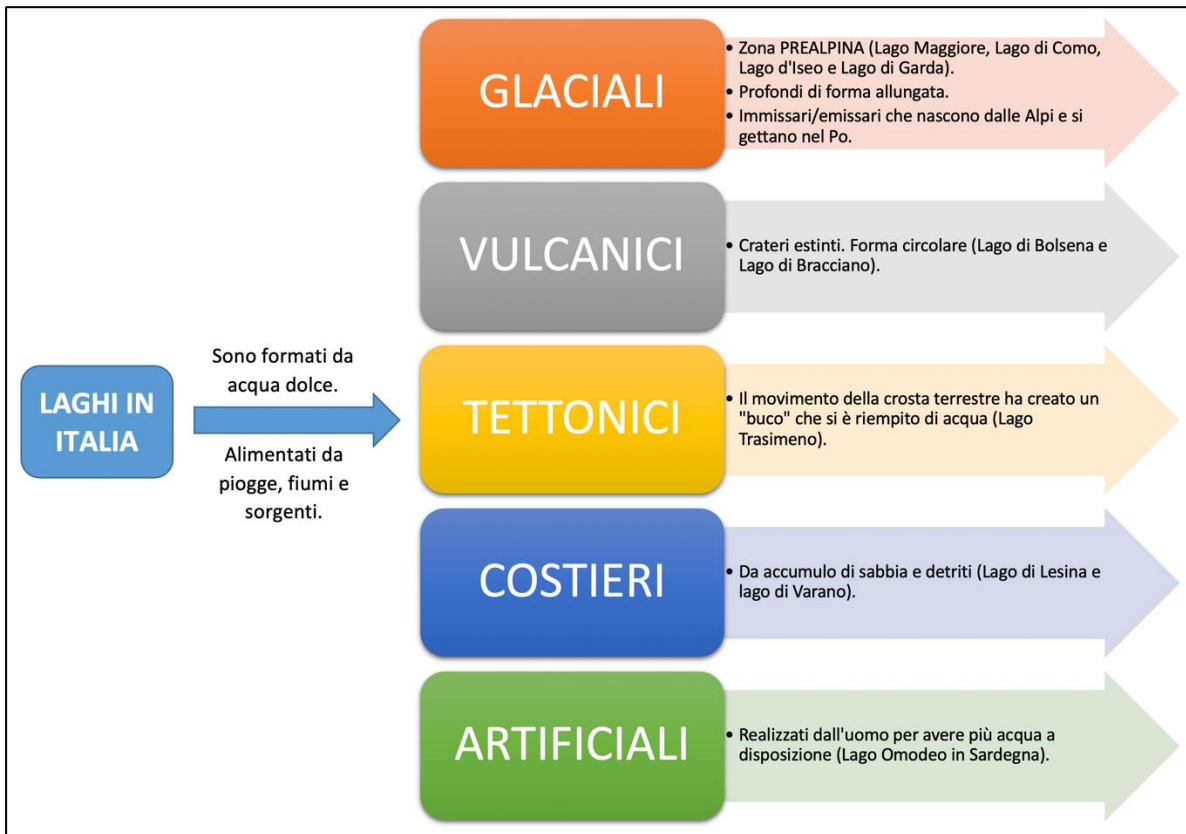 LAGHI IN
ITALIA
Sono formati da
acqua dolce.
Alimentati da
piogge, fiumi e
sorgenti.
GLACIALI
• Zona PREALPINA (Lago Maggiore, Lago di Como,
Lago d'Iseo e Lago di Garda).
• Profondi di forma allungata.
• Immissari/emissari che nascono dalle Alpi e si
gettano nel Po.
VULCANICI
• Crateri estinti. Forma circolare (Lago di Bolsena e
Lago di Bracciano).
TETTONICI
• Il movimento della crosta terrestre ha creato un
"buco" che si è riempito di acqua (Lago
Trasimeno).
COSTIERI
• Da accumulo di sabbia e detriti (Lago di Lesina e
lago di Varano).
ARTIFICIALI
• Realizzati dall'uomo per avere più acqua a
disposizione (Lago Omodeo in Sardegna).